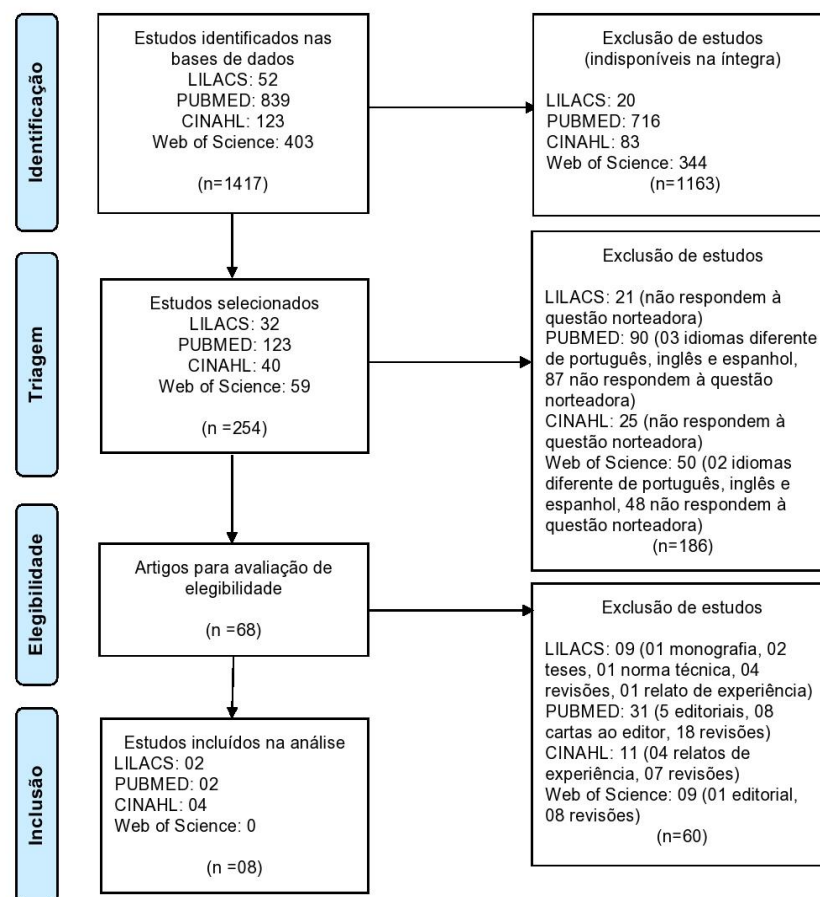 Identificação
Estudos identificados nas
bases de dados
LILACS: 52
PUBMED: 839
CINAHL: 123
Web of Science: 403
(n=1417)
Exclusão de estudos
(indisponíveis na íntegra)
LILACS: 20
PUBMED: 716
CINAHL: 83
Web of Science: 344
(n=1163)
Triagem
Estudos selecionados
LILACS: 32
PUBMED: 123
CINAHL: 40
Web of Science: 59
(n =254)
Exclusão de estudos
LILACS: 21 (não respondem à
questão norteadora)
PUBMED: 90 (03 idiomas diferente
de português, inglês e espanhol,
87 não respondem à questão
norteadora)
CINAHL: 25 (não respondem à
questão norteadora)
Web of Science: 50 (02 idiomas
diferente de português, inglês e
espanhol, 48 não respondem à
questão norteadora)
(n=186)
Elegibilidade
Artigos para avaliação de
elegibilidade
(n =68)
Exclusão de estudos
LILACS: 09 (01 monografia, 02
teses, 01 norma técnica, 04
revisões, 01 relato de experiência)
PUBMED: 31 (5 editoriais, 08
cartas ao editor, 18 revisões)
CINAHL: 11 (04 relatos de
experiência, 07 revisões)
Web of Science: 09 (01 editorial,
08 revisões)
(n=60)
Inclusão
Estudos incluídos na análise
LILACS: 02
PUBMED: 02
CINAHL: 04
Web of Science: 0
(n =08)